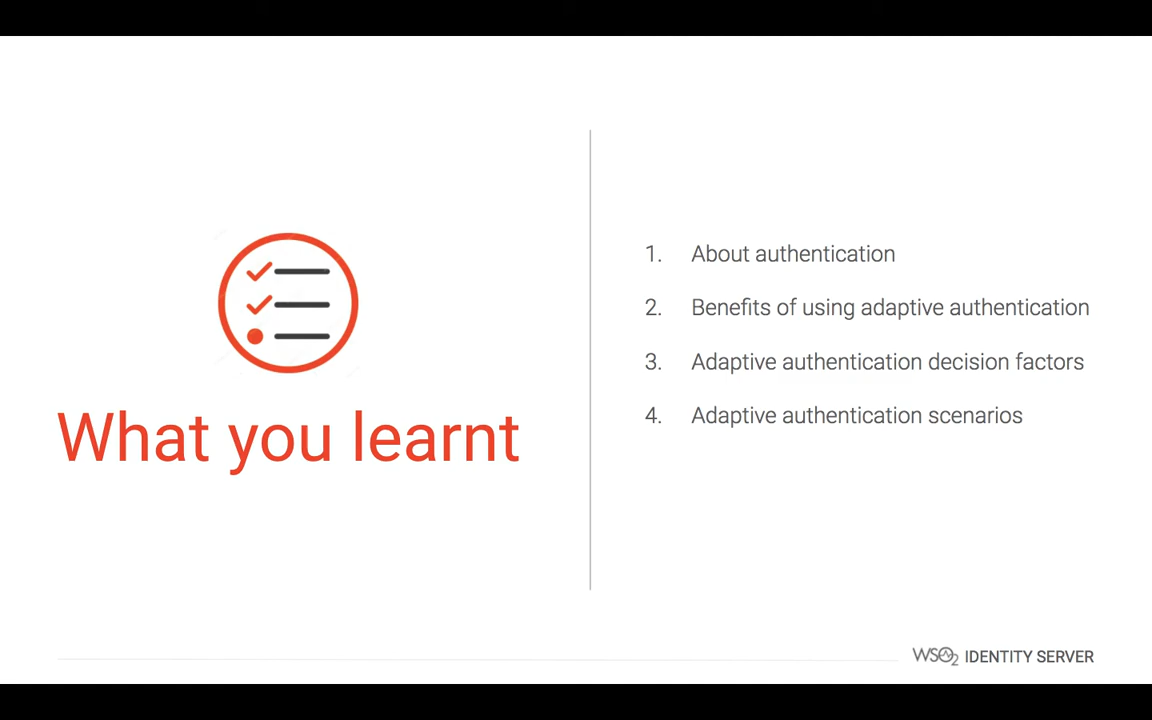 What you learnt
1. About authentication
2. Benefits of using adaptive authentication
3. Adaptive authentication decision factors
4. Adaptive authentication scenarios
WSO2 IDENTITY SERVER